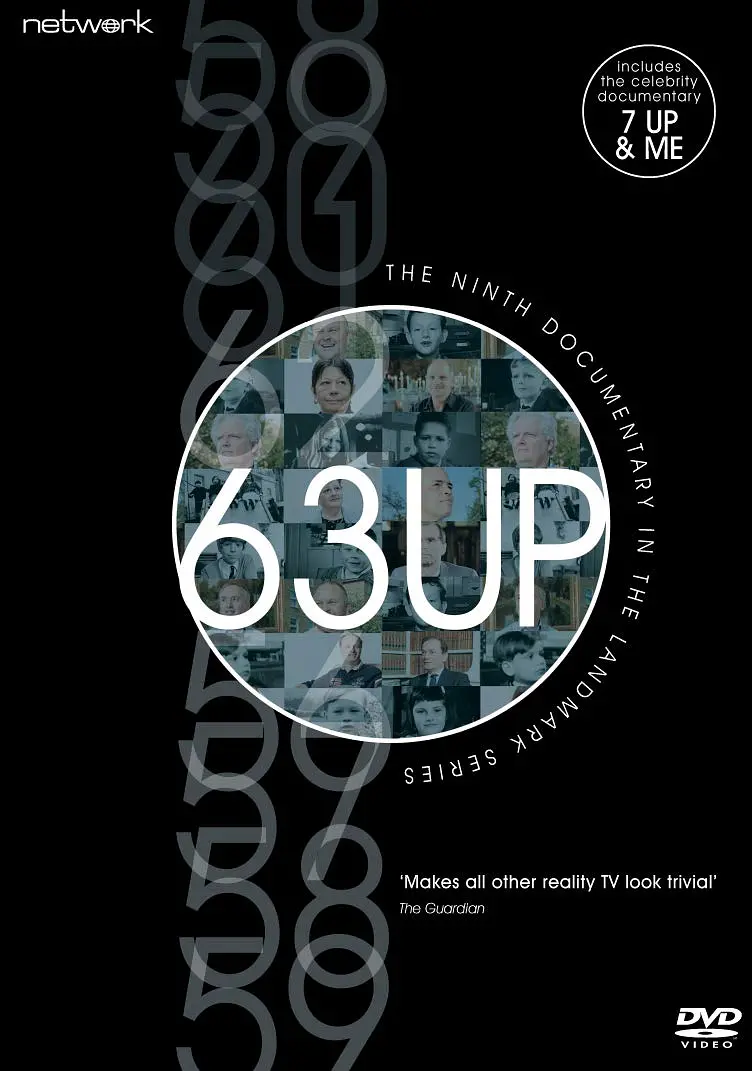 network
includes
the celebrity
documentary
7 UP
& ME
THE NINTH DOCUMENTARY IN THE LANDMARK SERIES
63UP
‘Makes all other reality TV look trivial’
The Guardian
DVD
VIDEO